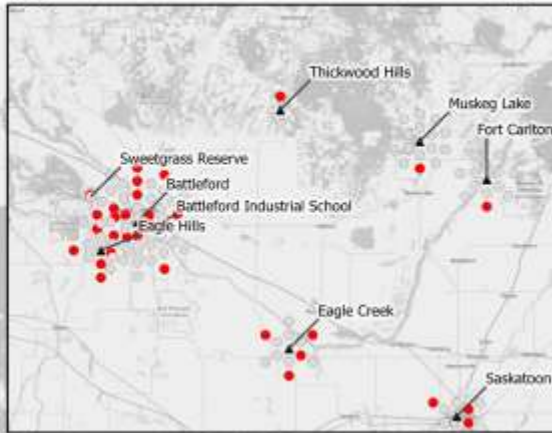 Thickwood Hills
Muskeg Lake
Fort Carlton
Sweetgrass Reserve
Battleford
Battleford Industrial School
Eagle Hills
Eagle Creek
Saskatoon